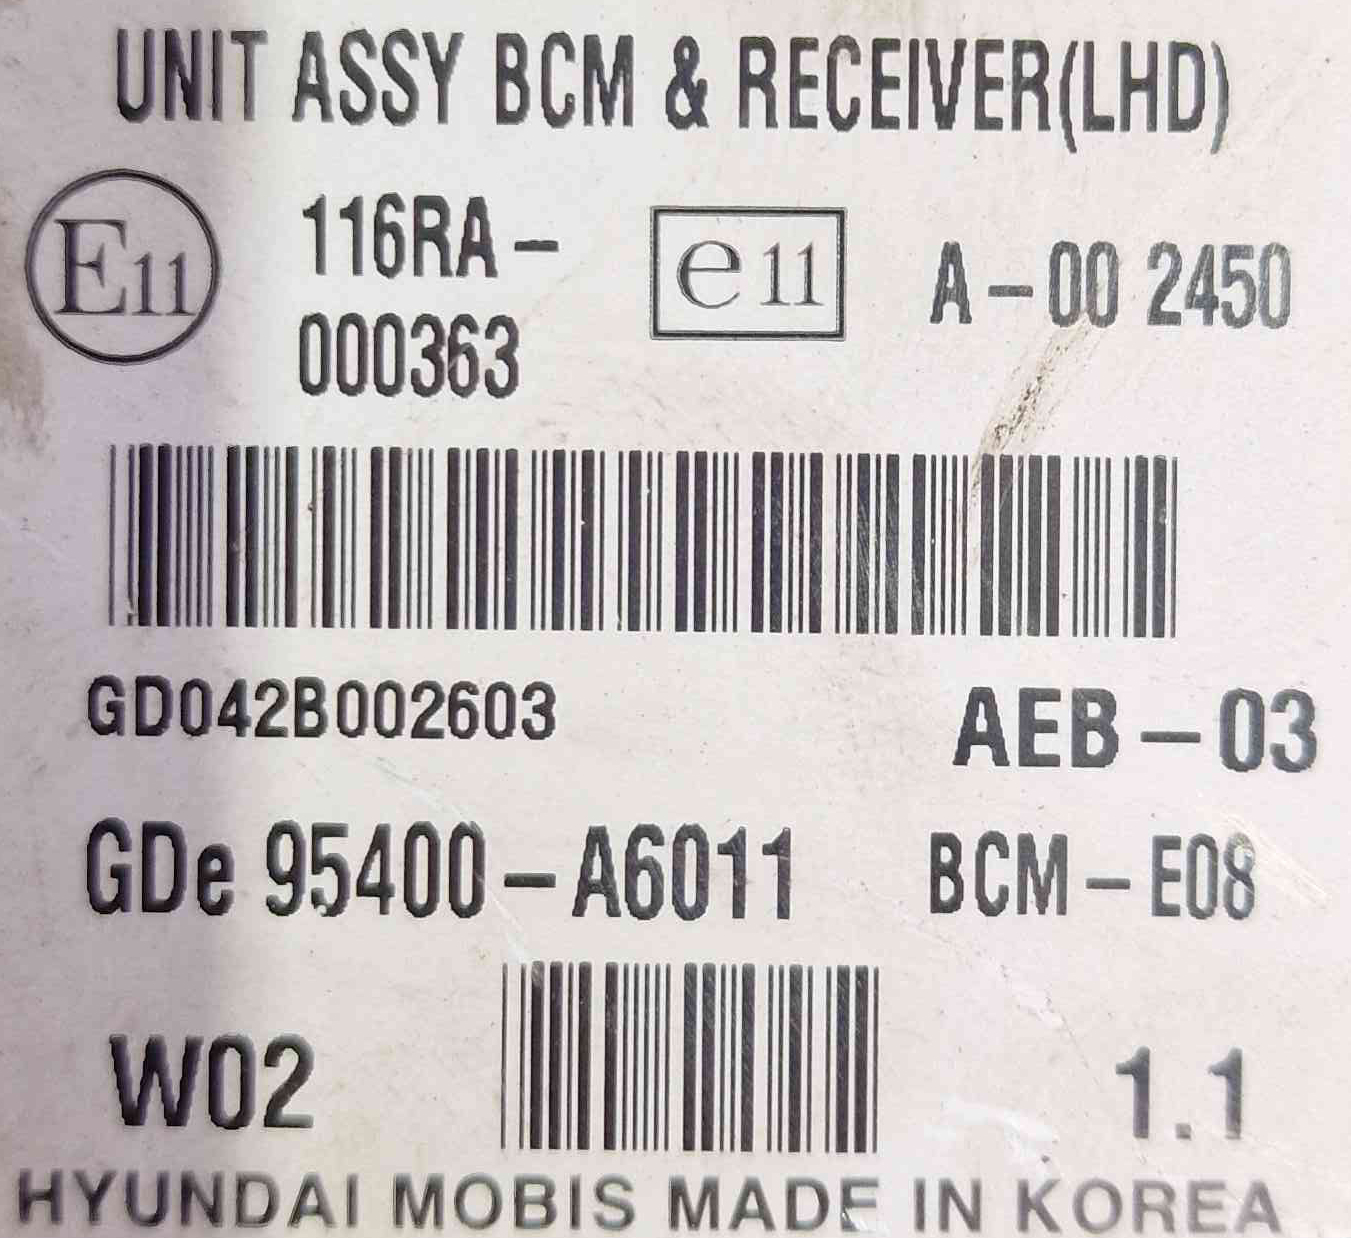 UNIT ASSY BCM & RECEIVER(LHD)
E11 116RA-000363 e11 A-00 2450
GD042B002603 AEB-03
GDe 95400-A6011 BCM-E08
W02 1.1
HYUNDAI MOBIS MADE IN KOREA